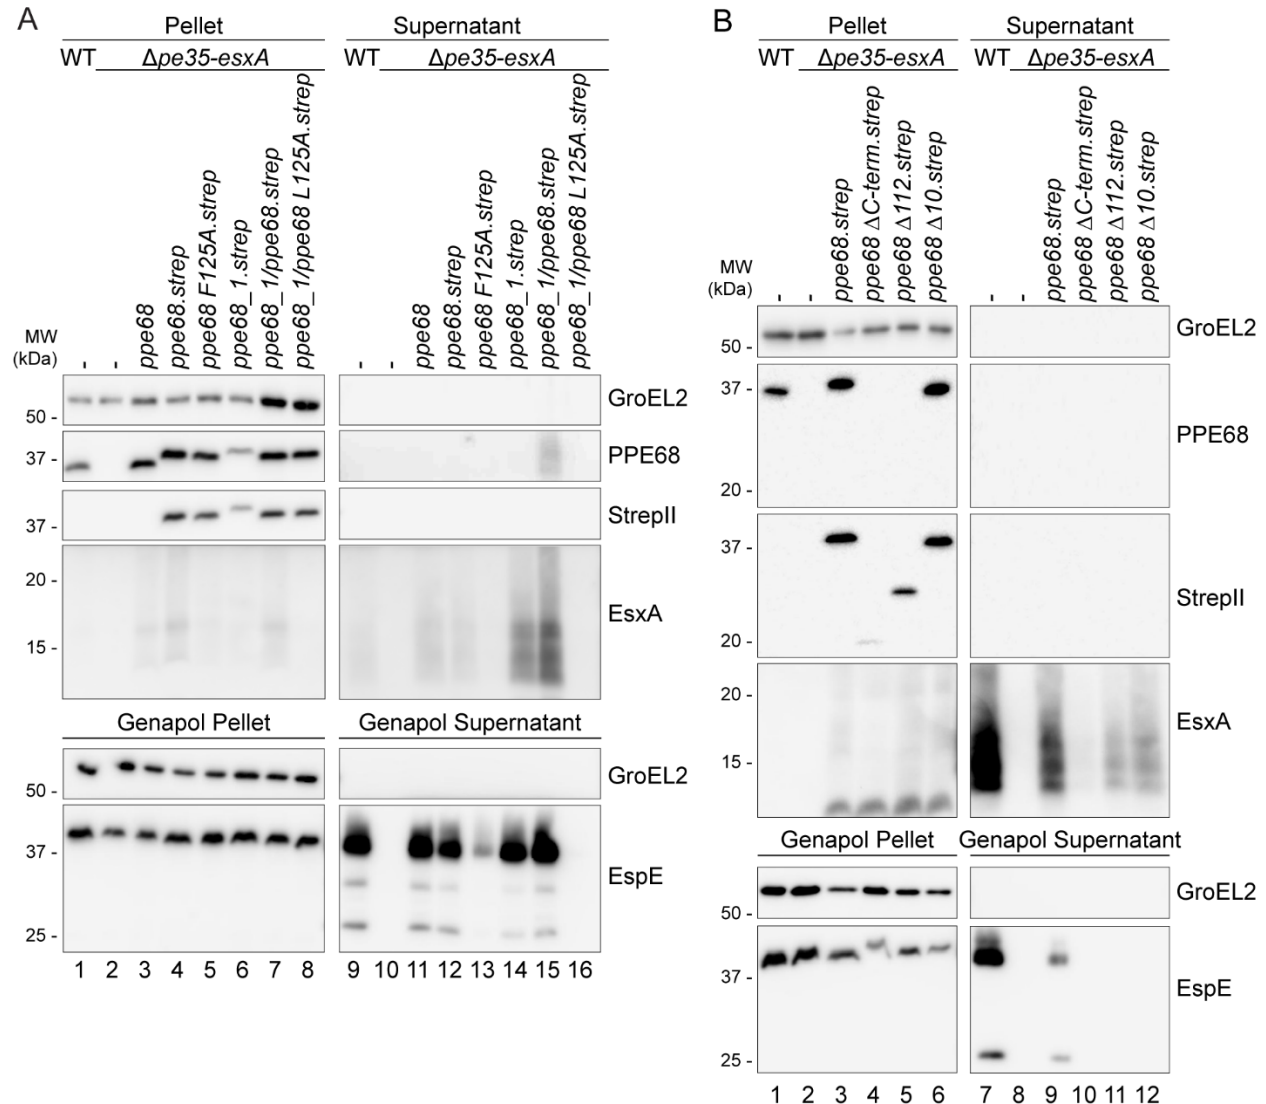 A
Pellet
Supernatant
WT
Δpe35-esxA
WT
Δpe35-esxA
MW
(kDa)
-
-
ppe68
ppe68.strep
ppe68 F125A.strep
ppe68_1.strep
ppe68_1/ppe68.strep
ppe68_1/ppe68 L125A.strep
-
-
ppe68
ppe68.strep
ppe68 F125A.strep
ppe68_1.strep
ppe68_1/ppe68.strep
ppe68_1/ppe68 L125A.strep
50 -
GroEL2
37 -
PPE68
37 -
StrepII
20 -
15 -
EsxA
Genapol Pellet
Genapol Supernatant
50 -
GroEL2
37 -
25 -
EspE
1 2 3 4 5 6 7 8 9 10 11 12 13 14 15 16
B
Pellet
Supernatant
WT
Δpe35-esxA
WT
Δpe35-esxA
MW
(kDa)
-
-
ppe68.strep
ppe68 ΔC-term.strep
ppe68 Δ112.strep
ppe68 Δ10.strep
-
-
ppe68.strep
ppe68 ΔC-term.strep
ppe68 Δ112.strep
ppe68 Δ10.strep
50 -
GroEL2
37 -
20 -
PPE68
37 -
20 -
StrepII
20 -
15 -
EsxA
Genapol Pellet
Genapol Supernatant
50 -
GroEL2
37 -
25 -
EspE
1 2 3 4 5 6 7 8 9 10 11 12